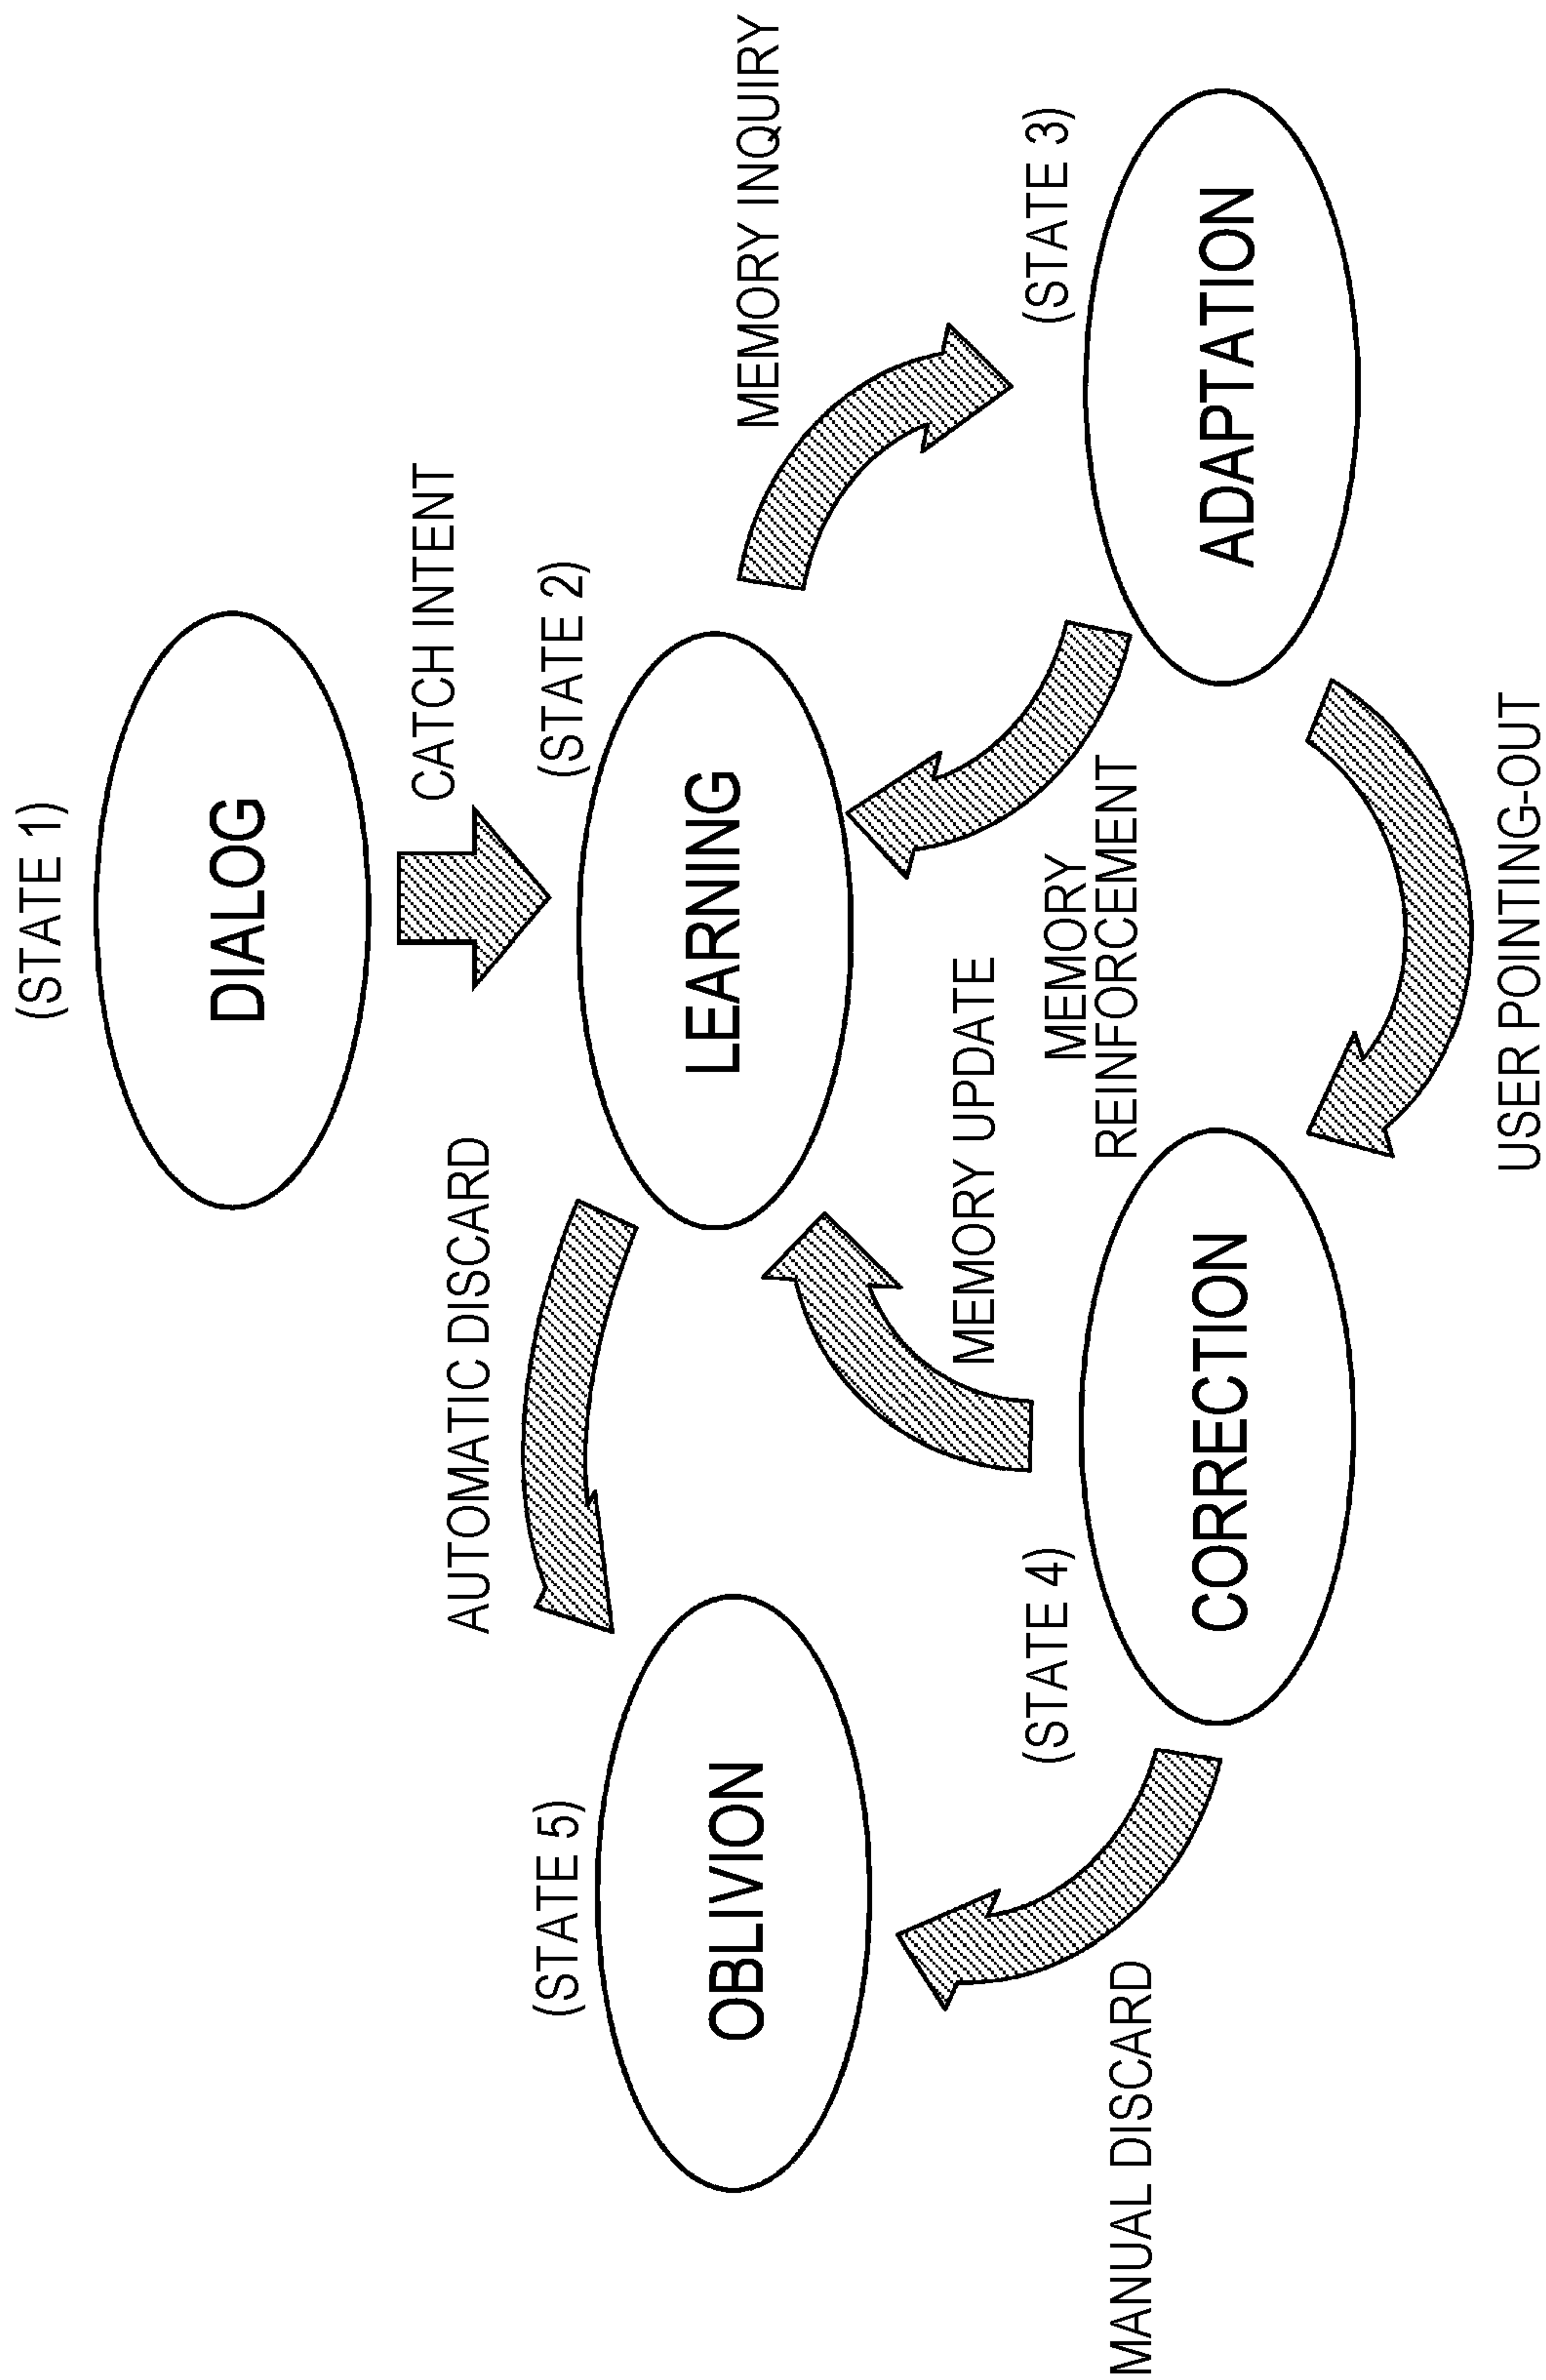 (STATE 1)
DIALOG
CATCH INTENT
AUTOMATIC DISCARD
(STATE 5)
(STATE 2)
OBLIVION
LEARNING
MEMORY INQUIRY
MEMORY UPDATE
(STATE 4)
MEMORY
REINFORCEMENT
(STATE 3)
MANUAL DISCARD
CORRECTION
ADAPTATION
USER POINTING-OUT